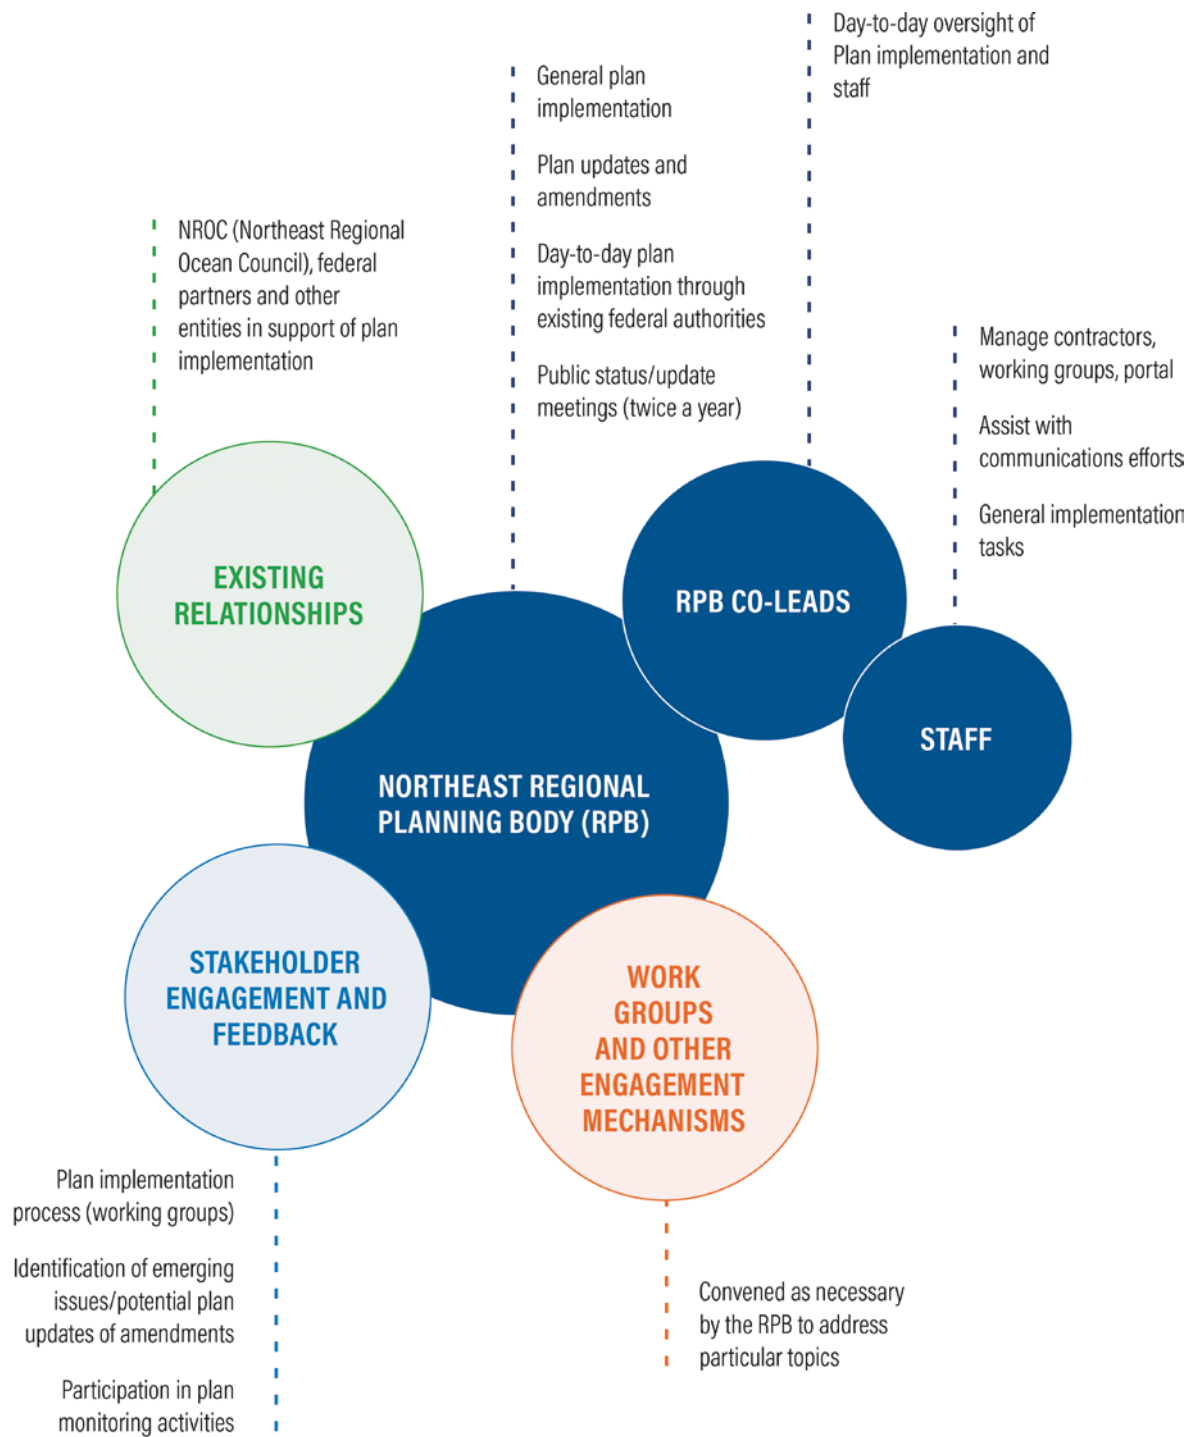 Day-to-day oversight of
Plan implementation and
staff
General plan
implementation
Plan updates and
amendments
Day-to-day plan
implementation through
existing federal authorities
Public status/update
meetings (twice a year)
NROC (Northeast Regional
Ocean Council), federal
partners and other
entities in support of plan
implementation
Manage contractors,
working groups, portal
Assist with
communications efforts
General implementation
tasks
EXISTING
RELATIONSHIPS
RPB CO-LEADS
STAFF
NORTHEAST REGIONAL
PLANNING BODY (RPB)
STAKEHOLDER
ENGAGEMENT AND
FEEDBACK
WORK
GROUPS
AND OTHER
ENGAGEMENT
MECHANISMS
Plan implementation
process (working groups)
Identification of emerging
issues/potential plan
updates of amendments
Participation in plan
monitoring activities
Convened as necessary
by the RPB to address
particular topics